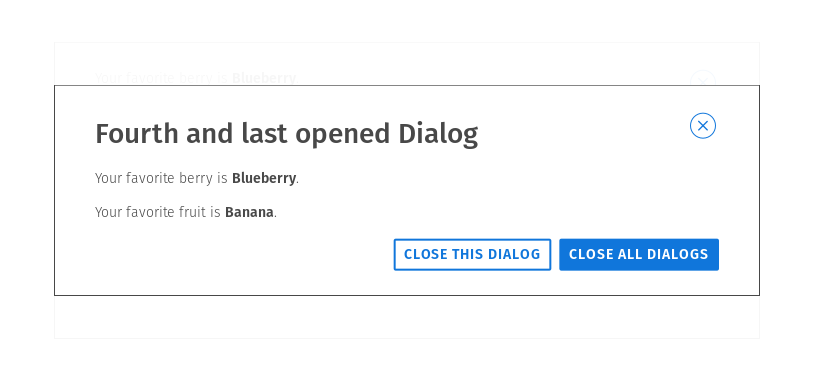 Your favorite berry is Blueberry
Fourth and last opened Dialog
Your favorite berry is Blueberry.
Your favorite fruit is Banana.
CLOSE THIS DIALOG CLOSE ALL DIALOGS